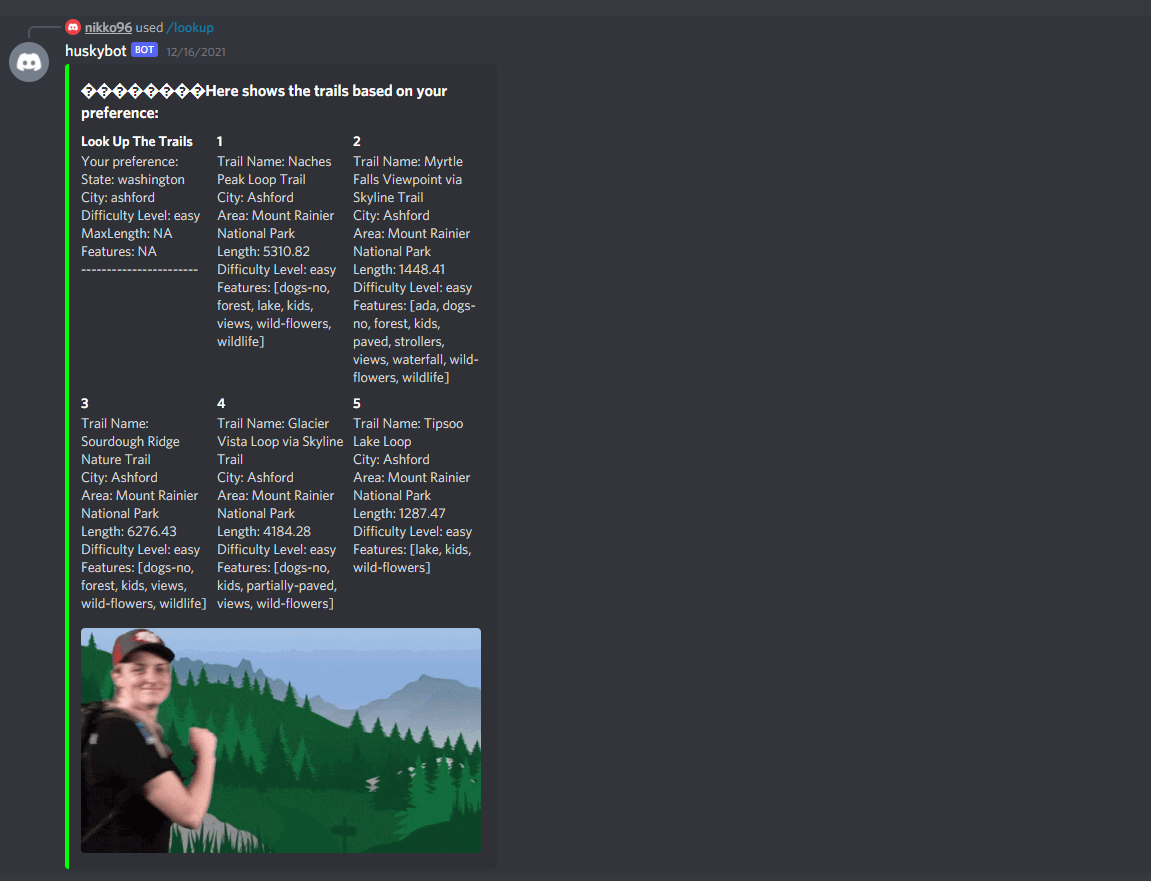 nikko96 used /lookup
huskybot BOT 12/16/2021
��������Here shows the trails based on your
preference:
Look Up The Trails
Your preference:
State: washington
City: ashford
Difficulty Level: easy
MaxLength: NA
Features: NA
-----------------------
1
Trail Name: Naches
Peak Loop Trail
City: Ashford
Area: Mount Rainier
National Park
Length: 5310.82
Difficulty Level: easy
Features: [dogs-no,
forest, lake, kids,
views, wild-flowers,
wildlife]
2
Trail Name: Myrtle
Falls Viewpoint via
Skyline Trail
City: Ashford
Area: Mount Rainier
National Park
Length: 1448.41
Difficulty Level: easy
Features: [ada, dogs-
no, forest, kids,
paved, strollers,
views, waterfall, wild-
flowers, wildlife]
3
Trail Name:
Sourdough Ridge
Nature Trail
City: Ashford
Area: Mount Rainier
National Park
Length: 6276.43
Difficulty Level: easy
Features: [dogs-no,
forest, kids, views,
wild-flowers, wildlife]
4
Trail Name: Glacier
Vista Loop via Skyline
Trail
City: Ashford
Area: Mount Rainier
National Park
Length: 4184.28
Difficulty Level: easy
Features: [dogs-no,
kids, partially-paved,
views, wild-flowers]
5
Trail Name: Tipsoo
Lake Loop
City: Ashford
Area: Mount Rainier
National Park
Length: 1287.47
Difficulty Level: easy
Features: [lake, kids,
wild-flowers]